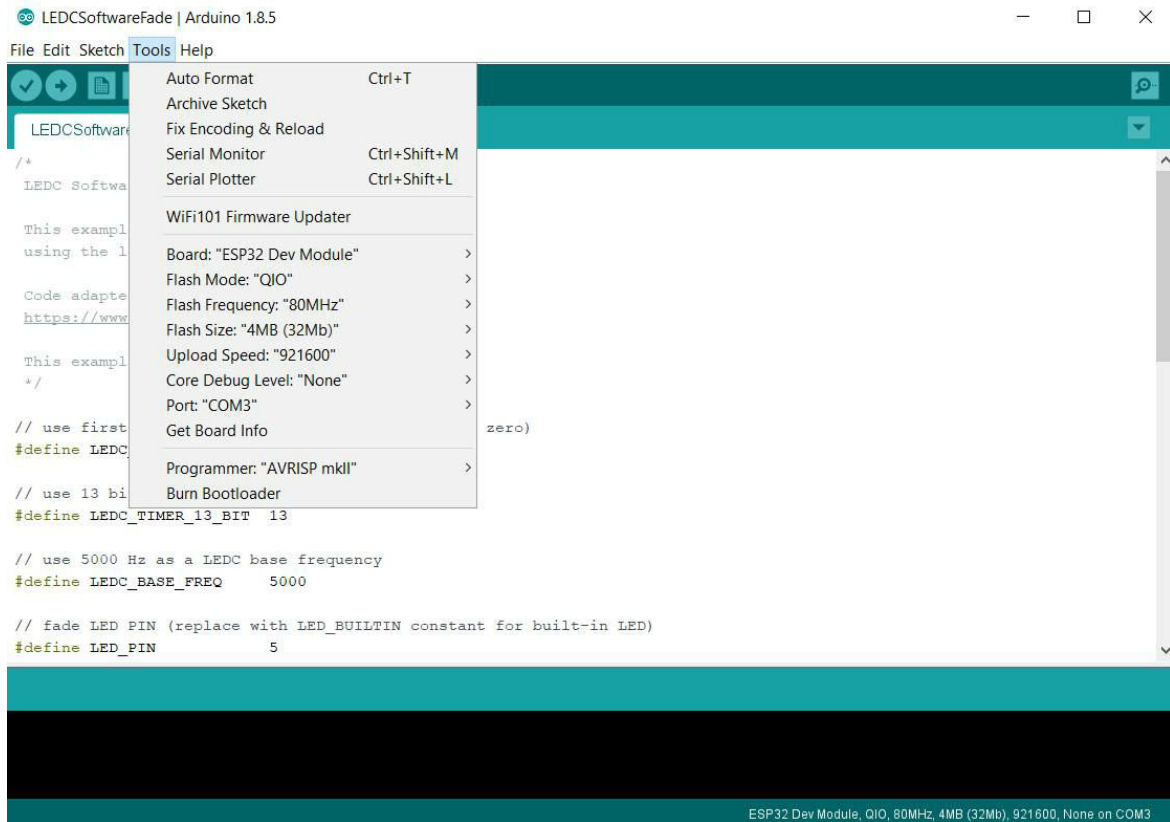 LEDCSoftwareFade | Arduino 1.8.5
File Edit Sketch Tools Help
Auto Format Ctrl+T
Archive Sketch
Fix Encoding & Reload
Serial Monitor Ctrl+Shift+M
Serial Plotter Ctrl+Shift+L
WiFi101 Firmware Updater
Board: "ESP32 Dev Module"
Flash Mode: "QIO"
Flash Frequency: "80MHz"
Flash Size: "4MB (32Mb)"
Upload Speed: "921600"
Core Debug Level: "None"
Port: "COM3"
Get Board Info
Programmer: "AVRISP mkII"
Burn Bootloader
LEDCSoftware
/*
LEDC Softwa
This exampl
using the l
Code adapte
https://www
This exampl
*/
// use first zero)
#define LEDC_
// use 13 bi
#define LEDC_TIMER_13_BIT 13
// use 5000 Hz as a LEDC base frequency
#define LEDC_BASE_FREQ 5000
// fade LED PIN (replace with LED_BUILTIN constant for built-in LED)
#define LED_PIN 5
ESP32 Dev Module, QIO, 80MHz, 4MB (32Mb), 921600, None on COM3